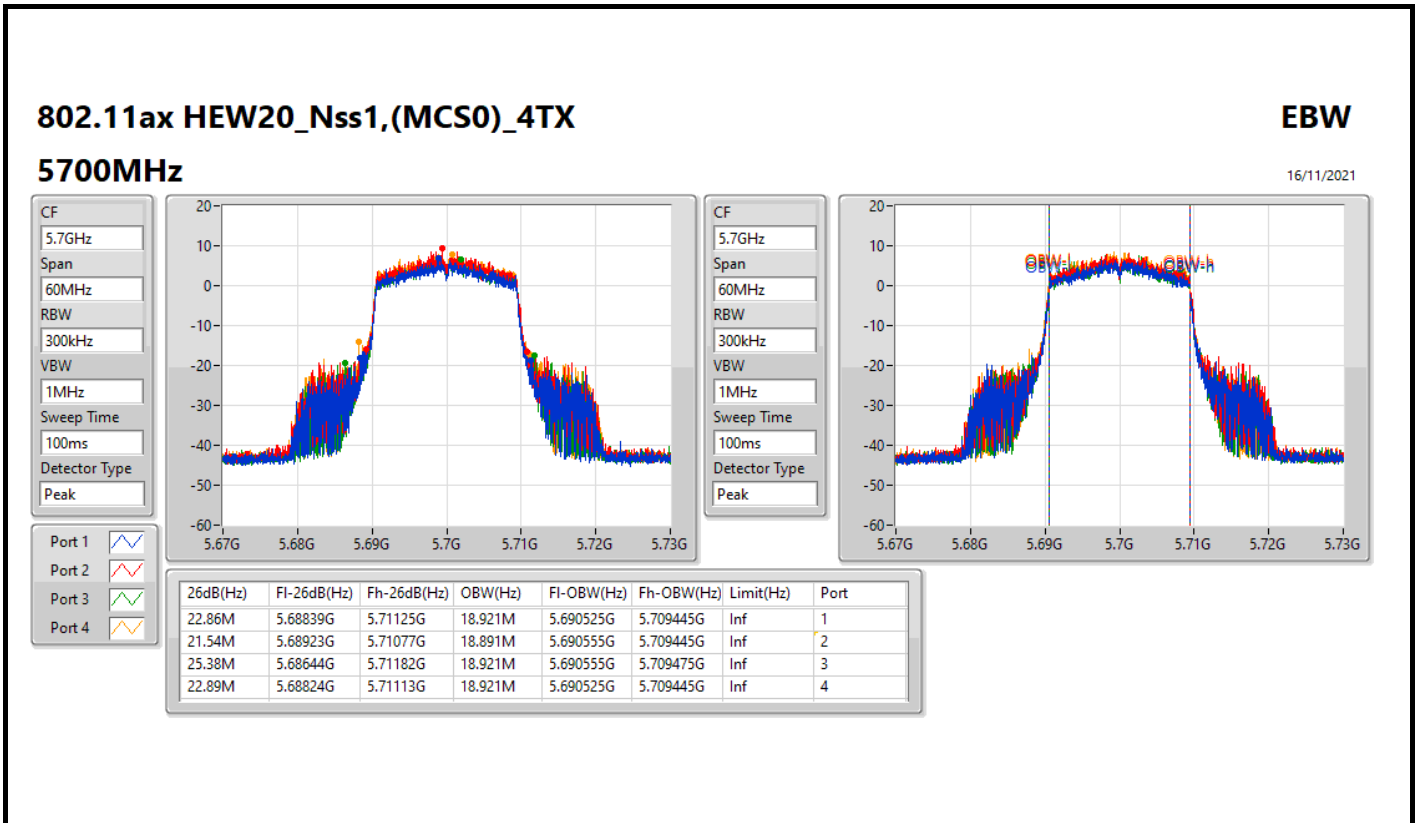 802.11ax HEW20_Nss1,(MCS0)_4TX
EBW
5700MHz
16/11/2021
CF
5.7GHz
Span
60MHz
RBW
300kHz
VBW
1MHz
Sweep Time
100ms
Detector Type
Peak
20
10
0
-10
-20
-30
-40
-50
-60
5.67G 5.68G 5.69G 5.7G 5.71G 5.72G 5.73G
CF
5.7GHz
Span
60MHz
RBW
300kHz
VBW
1MHz
Sweep Time
100ms
Detector Type
Peak
20
10
0
-10
-20
-30
-40
-50
-60
OBW-l OBW-h
5.67G 5.68G 5.69G 5.7G 5.71G 5.72G 5.73G
Port 1
Port 2
Port 3
Port 4
26dB(Hz) Fl-26dB(Hz) Fh-26dB(Hz) OBW(Hz) Fl-OBW(Hz) Fh-OBW(Hz) Limit(Hz) Port
22.86M 5.68839G 5.71125G 18.921M 5.690525G 5.709445G Inf 1
21.54M 5.68923G 5.71077G 18.891M 5.690555G 5.709445G Inf 2
25.38M 5.68644G 5.71182G 18.921M 5.690555G 5.709475G Inf 3
22.89M 5.68824G 5.71113G 18.921M 5.690525G 5.709445G Inf 4